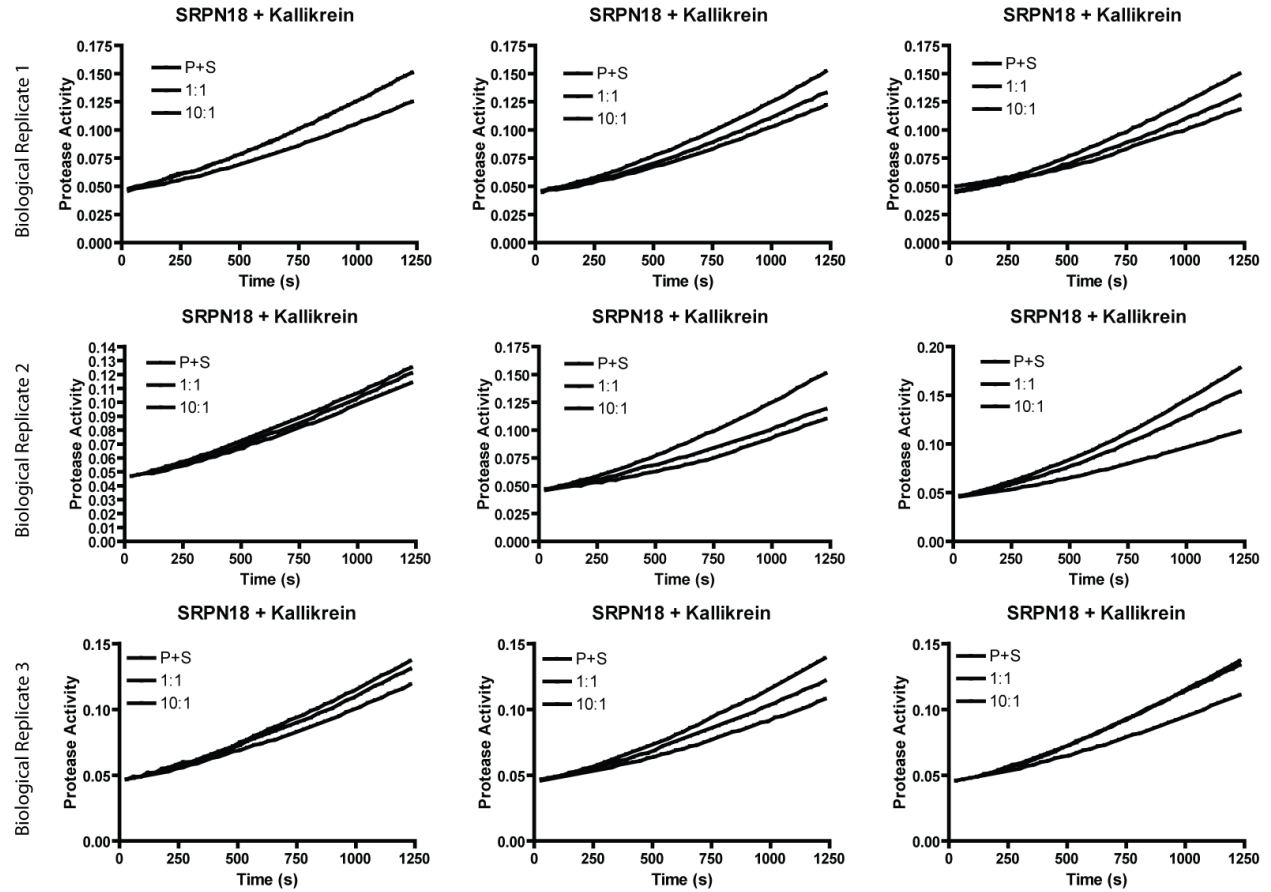 SRPN18 + Kallikrein
SRPN18 + Kallikrein
SRPN18 + Kallikrein
Biological Replicate 1
Protease Activity
0.175
0.150
0.125
0.100
0.075
0.050
0.025
0.000
P+S
1:1
10:1
0 250 500 750 1000 1250
Time (s)
Protease Activity
0.175
0.150
0.125
0.100
0.075
0.050
0.025
0.000
P+S
1:1
10:1
0 250 500 750 1000 1250
Time (s)
Protease Activity
0.175
0.150
0.125
0.100
0.075
0.050
0.025
0.000
P+S
1:1
10:1
0 250 500 750 1000 1250
Time (s)
SRPN18 + Kallikrein
SRPN18 + Kallikrein
SRPN18 + Kallikrein
Biological Replicate 2
Protease Activity
0.14
0.13
0.12
0.11
0.10
0.09
0.08
0.07
0.06
0.05
0.04
0.03
0.02
0.01
0.00
P+S
1:1
10:1
0 250 500 750 1000 1250
Time (s)
Protease Activity
0.175
0.150
0.125
0.100
0.075
0.050
0.025
0.000
P+S
1:1
10:1
0 250 500 750 1000 1250
Time (s)
Protease Activity
0.20
0.15
0.10
0.05
0.00
P+S
1:1
10:1
0 250 500 750 1000 1250
Time (s)
SRPN18 + Kallikrein
SRPN18 + Kallikrein
SRPN18 + Kallikrein
Biological Replicate 3
Protease Activity
0.15
0.10
0.05
0.00
P+S
1:1
10:1
0 250 500 750 1000 1250
Time (s)
Protease Activity
0.15
0.10
0.05
0.00
P+S
1:1
10:1
0 250 500 750 1000 1250
Time (s)
Protease Activity
0.15
0.10
0.05
0.00
P+S
1:1
10:1
0 250 500 750 1000 1250
Time (s)